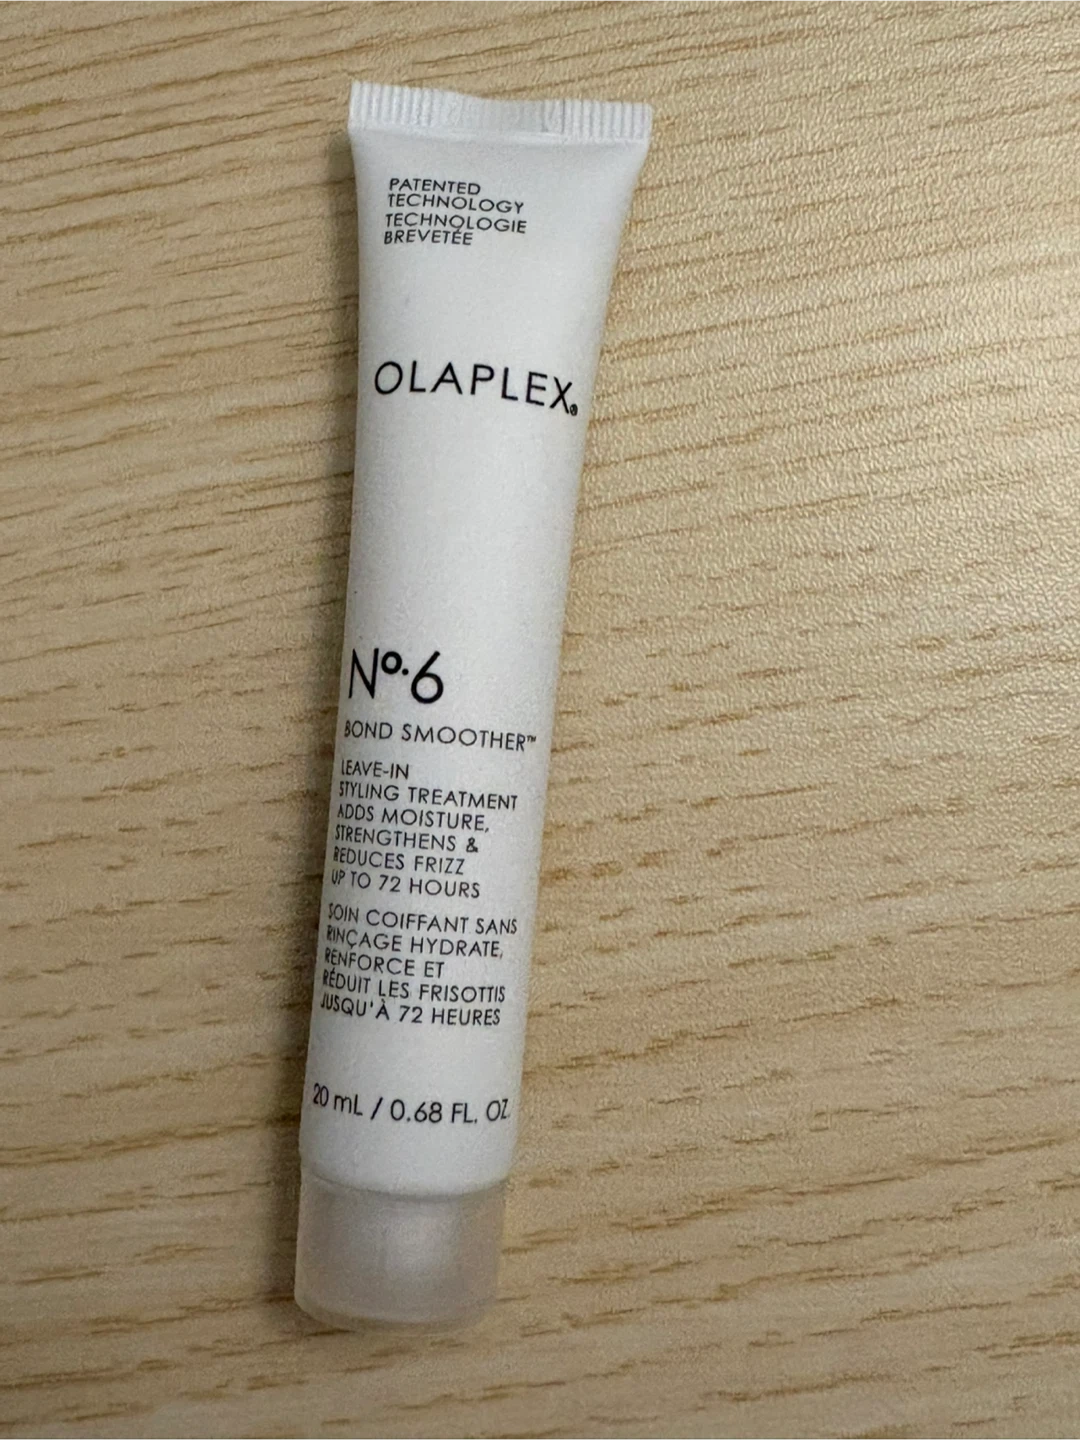 PATENTED
TECHNOLOGY
TECHNOLOGIE
BREVETÉE
OLAPLEX®
Nº.6
BOND SMOOTHER™
LEAVE-IN
STYLING TREATMENT
ADDS MOISTURE,
STRENGTHENS &
REDUCES FRIZZ
UP TO 72 HOURS
SOIN COIFFANT SANS
RINÇAGE HYDRATE,
RENFORCE ET
RÉDUIT LES FRISOTTIS
JUSQU'À 72 HEURES
20 mL / 0.68 FL. OZ.